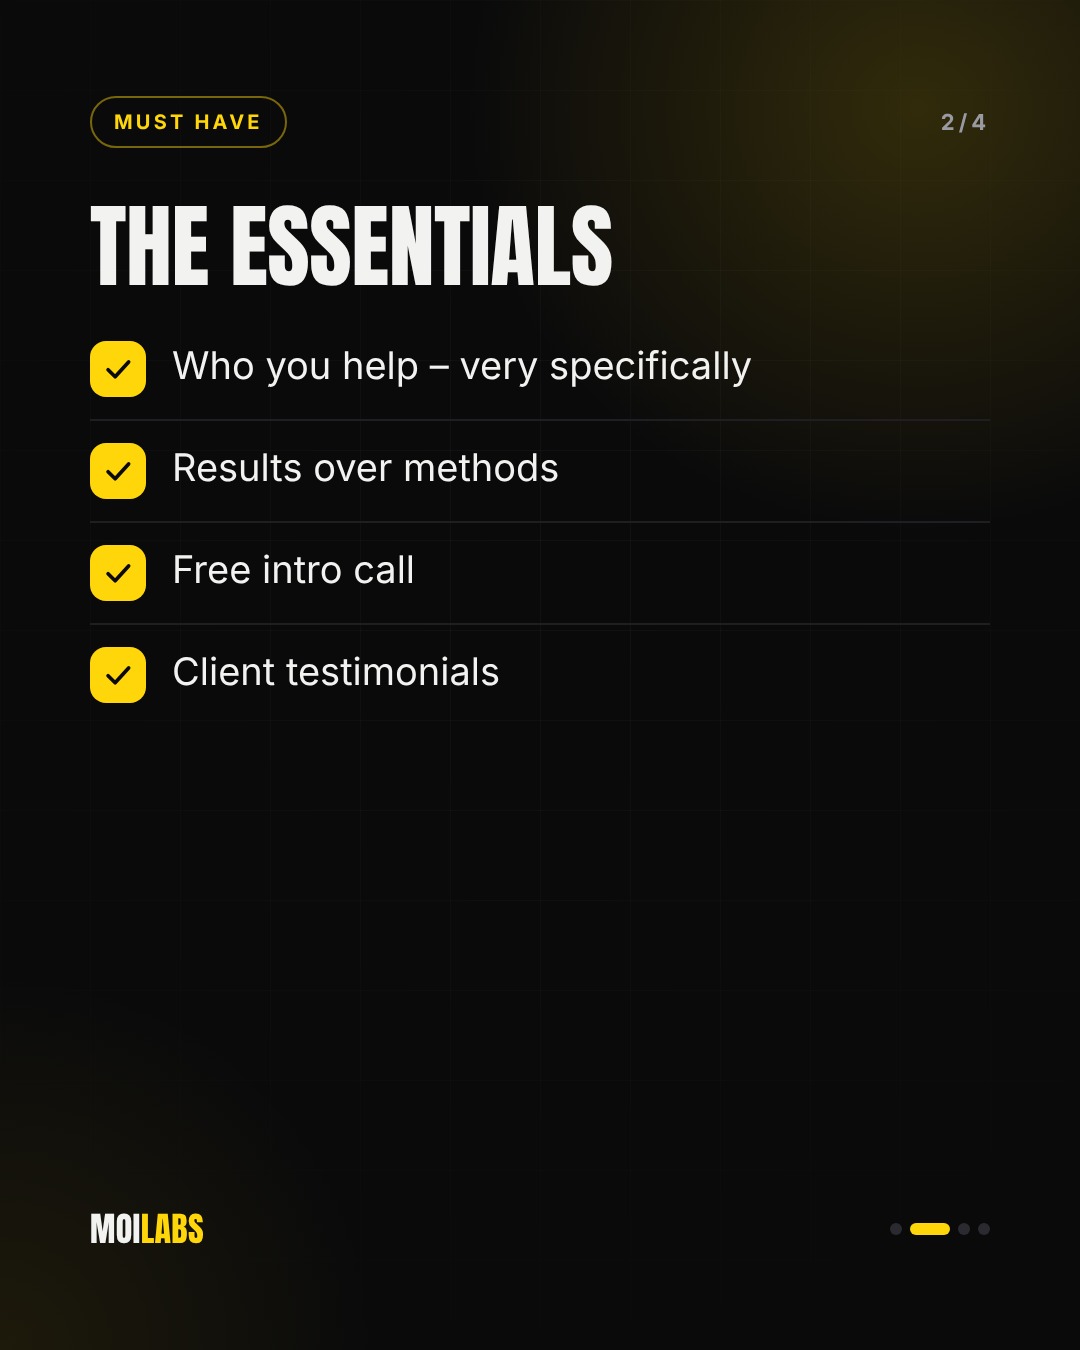 MUST HAVE
2/4
THE ESSENTIALS
Who you help – very specifically
Results over methods
Free intro call
Client testimonials
MOILABS